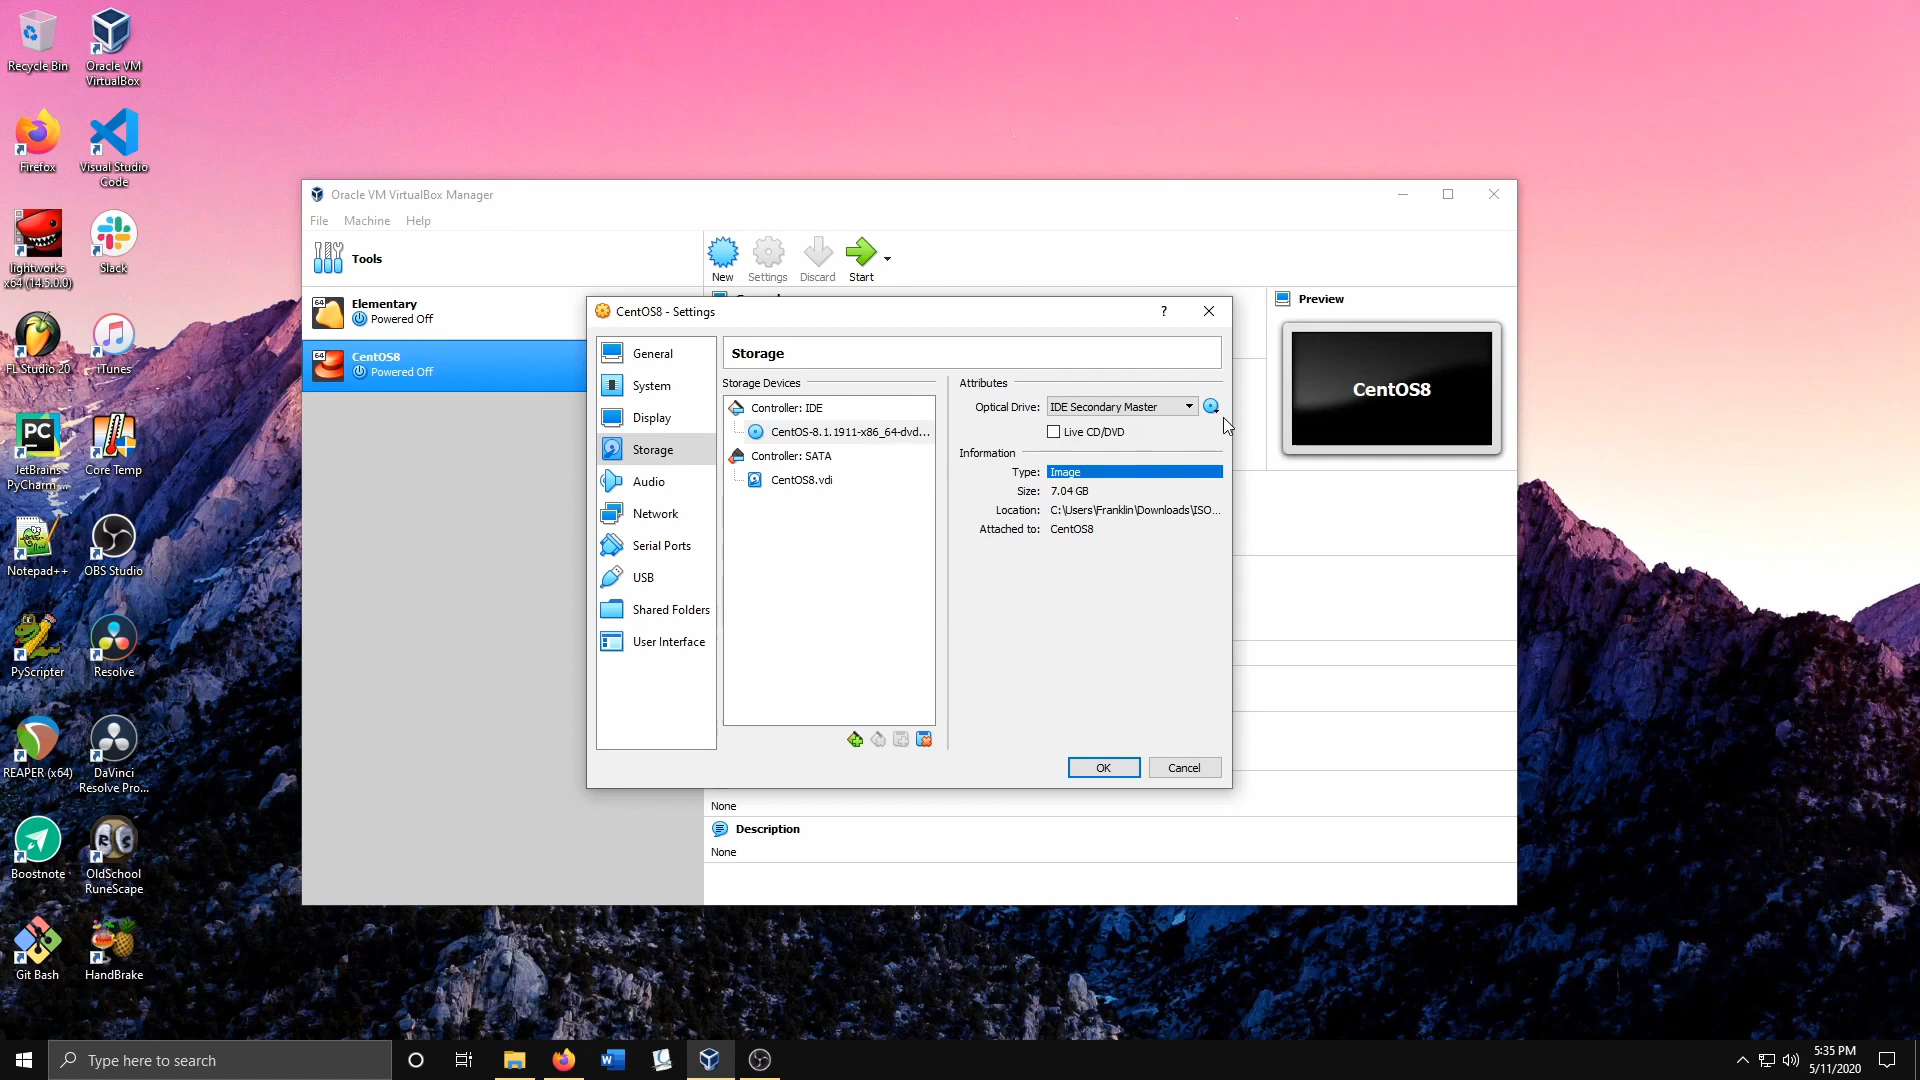 Recycle Bin
Oracle VM
VirtualBox
Firefox
Visual Studio
Code
lightworks
x64 (14.5.0.0)
Slack
FL Studio 20
iTunes
PC
JetBrains
PyCharm ...
Core Temp
Notepad++
OBS Studio
PyScripter
Resolve
REAPER (x64)
DaVinci
Resolve Pro...
Boostnote
OldSchool
RuneScape
Git Bash
HandBrake
Oracle VM VirtualBox Manager
File Machine Help
Tools
New
Settings
Discard
Start
64
Elementary
Powered Off
64
CentOS8
Powered Off
Preview
CentOS8
CentOS8 - Settings
?
General
System
Display
Storage
Audio
Network
Serial Ports
USB
Shared Folders
User Interface
Storage
Storage Devices
Controller: IDE
CentOS-8.1.1911-x86_64-dvd...
Controller: SATA
CentOS8.vdi
Attributes
Optical Drive: IDE Secondary Master
Live CD/DVD
Information
Type: Image
Size: 7.04 GB
Location: C:\Users\Franklin\Downloads\ISO...
Attached to: CentOS8
OK
Cancel
None
Description
None
Type here to search
5:35 PM
5/11/2020